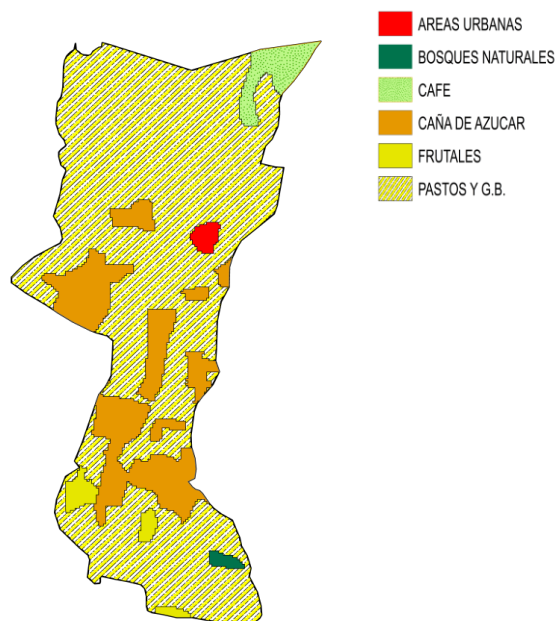 AREAS URBANAS
BOSQUES NATURALES
CAFE
CAÑA DE AZUCAR
FRUTALES
PASTOS Y G.B.